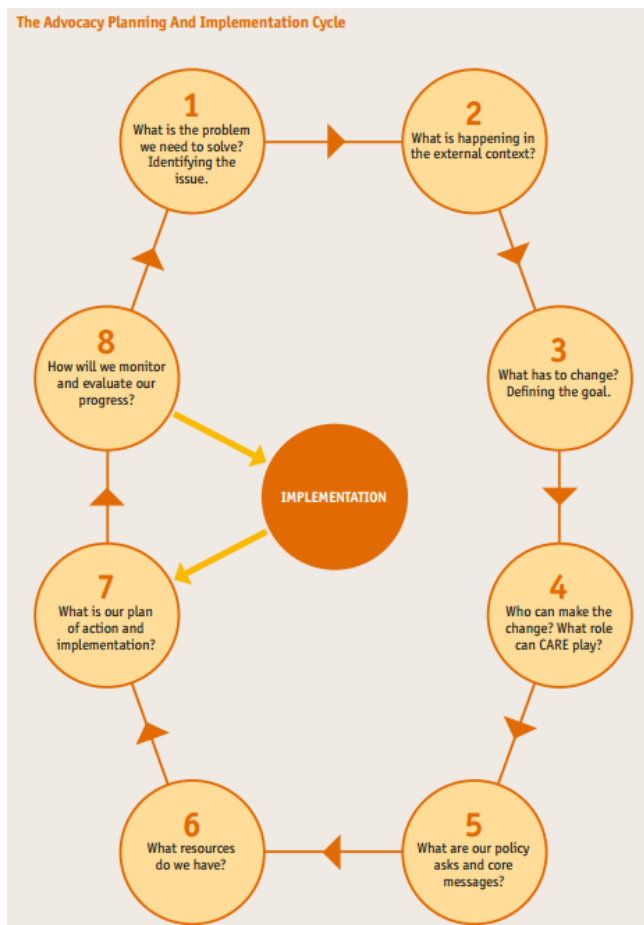 The Advocacy Planning And Implementation Cycle
1
What is the problem
we need to solve?
Identifying the
issue.
2
What is happening in
the external context?
3
What has to change?
Defining the goal.
4
Who can make the
change? What role
can CARE play?
5
What are our policy
asks and core
messages?
6
What resources
do we have?
7
What is our plan
of action and
implementation?
8
How will we monitor
and evaluate our
progress?
IMPLEMENTATION